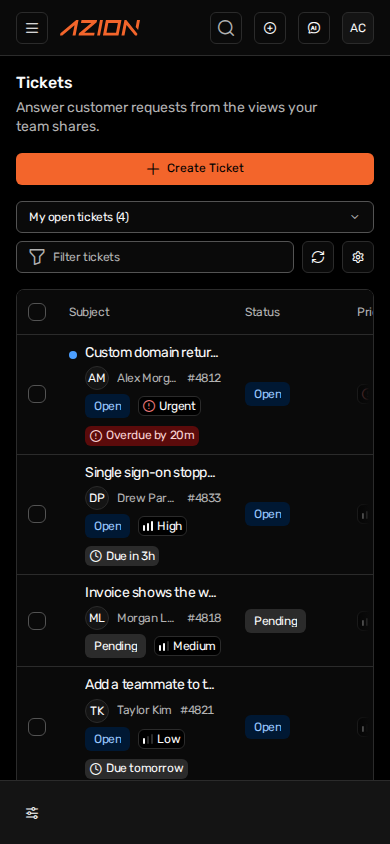 AZION
AI
AC
Tickets
Answer customer requests from the views your
team shares.
Create Ticket
My open tickets (4)
Filter tickets
Subject Status
Custom domain retur...
AM Alex Morg... #4812
Open Urgent Open
Overdue by 20m
Single sign-on stopp...
DP Drew Par... #4833
Open High Open
Due in 3h
Invoice shows the w...
ML Morgan L... #4818
Pending Medium Pending
Add a teammate to t...
TK Taylor Kim #4821
Open Low Open
Due tomorrow